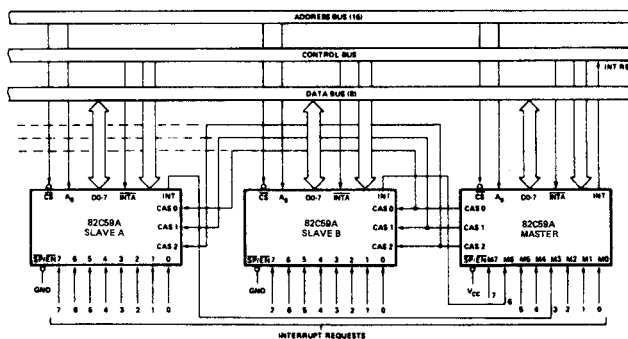 ADDRESS BUS (16)
CONTROL BUS
INT RE
DATA BUS (8)
CS A0 D0-7 INTA INT
82C59A
SLAVE A
CAS 0
CAS 1
CAS 2
SP/EN 7 6 5 4 3 2 1 0
GND
7 6 5 4 3 2 1 0
CS A0 D0-7 INTA INT
82C59A
SLAVE B
CAS 0
CAS 1
CAS 2
SP/EN 7 6 5 4 3 2 1 0
GND
7 6 5 4 3 2 1 0
CS A0 D0-7 INTA INT
CAS 0
CAS 1
CAS 2
82C59A
MASTER
SP/EN M7 M6 M5 M4 M3 M2 M1 M0
VCC
7 6 5 4 3 2 1 0
INTERRUPT REQUESTS